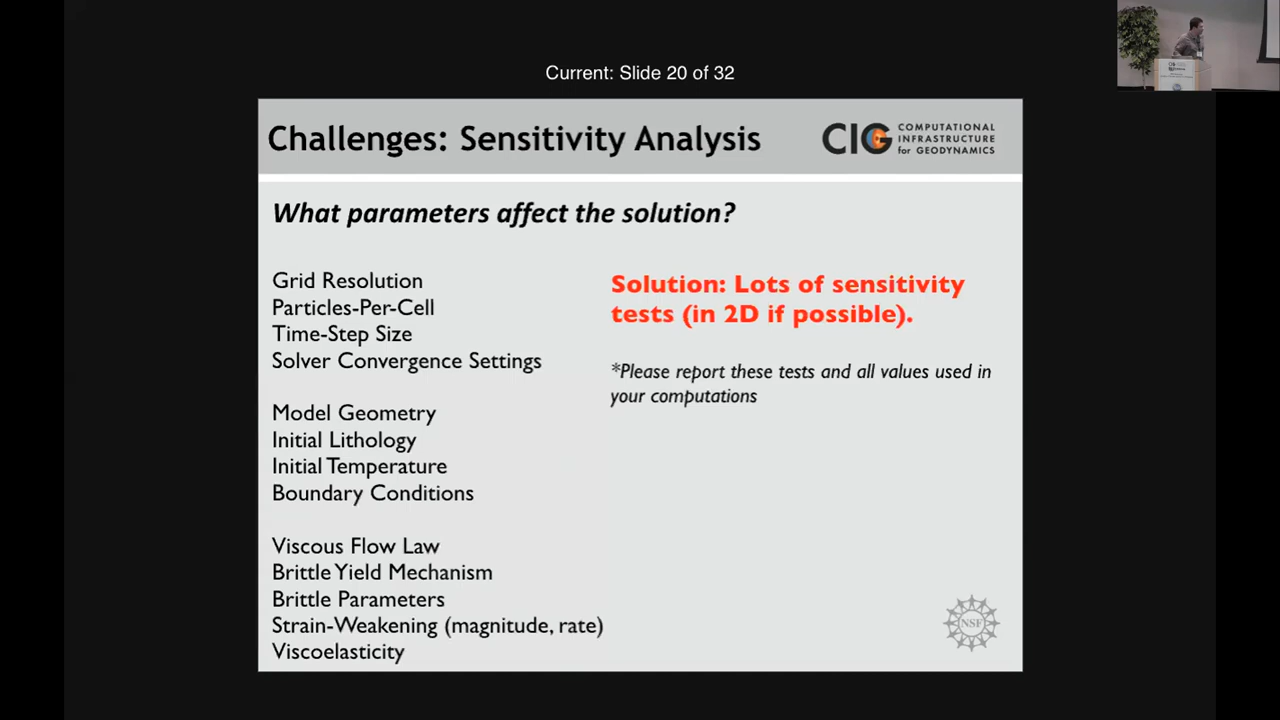 Current: Slide 20 of 32
Challenges: Sensitivity Analysis
CIG
COMPUTATIONAL
INFRASTRUCTURE
for GEODYNAMICS
What parameters affect the solution?
Grid Resolution
Particles-Per-Cell
Time-Step Size
Solver Convergence Settings
Model Geometry
Initial Lithology
Initial Temperature
Boundary Conditions
Viscous Flow Law
Brittle Yield Mechanism
Brittle Parameters
Strain-Weakening (magnitude, rate)
Viscoelasticity
Solution: Lots of sensitivity
tests (in 2D if possible).
*Please report these tests and all values used in
your computations
NSF